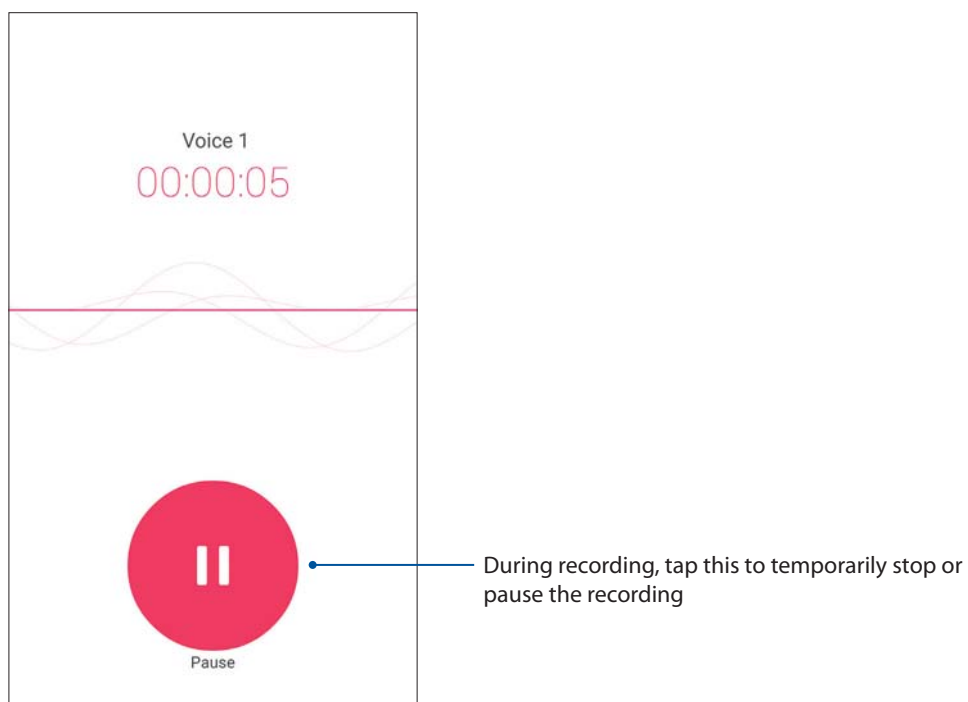 Voice 1
00:00:05
During recording, tap this to temporarily stop or
pause the recording
Pause